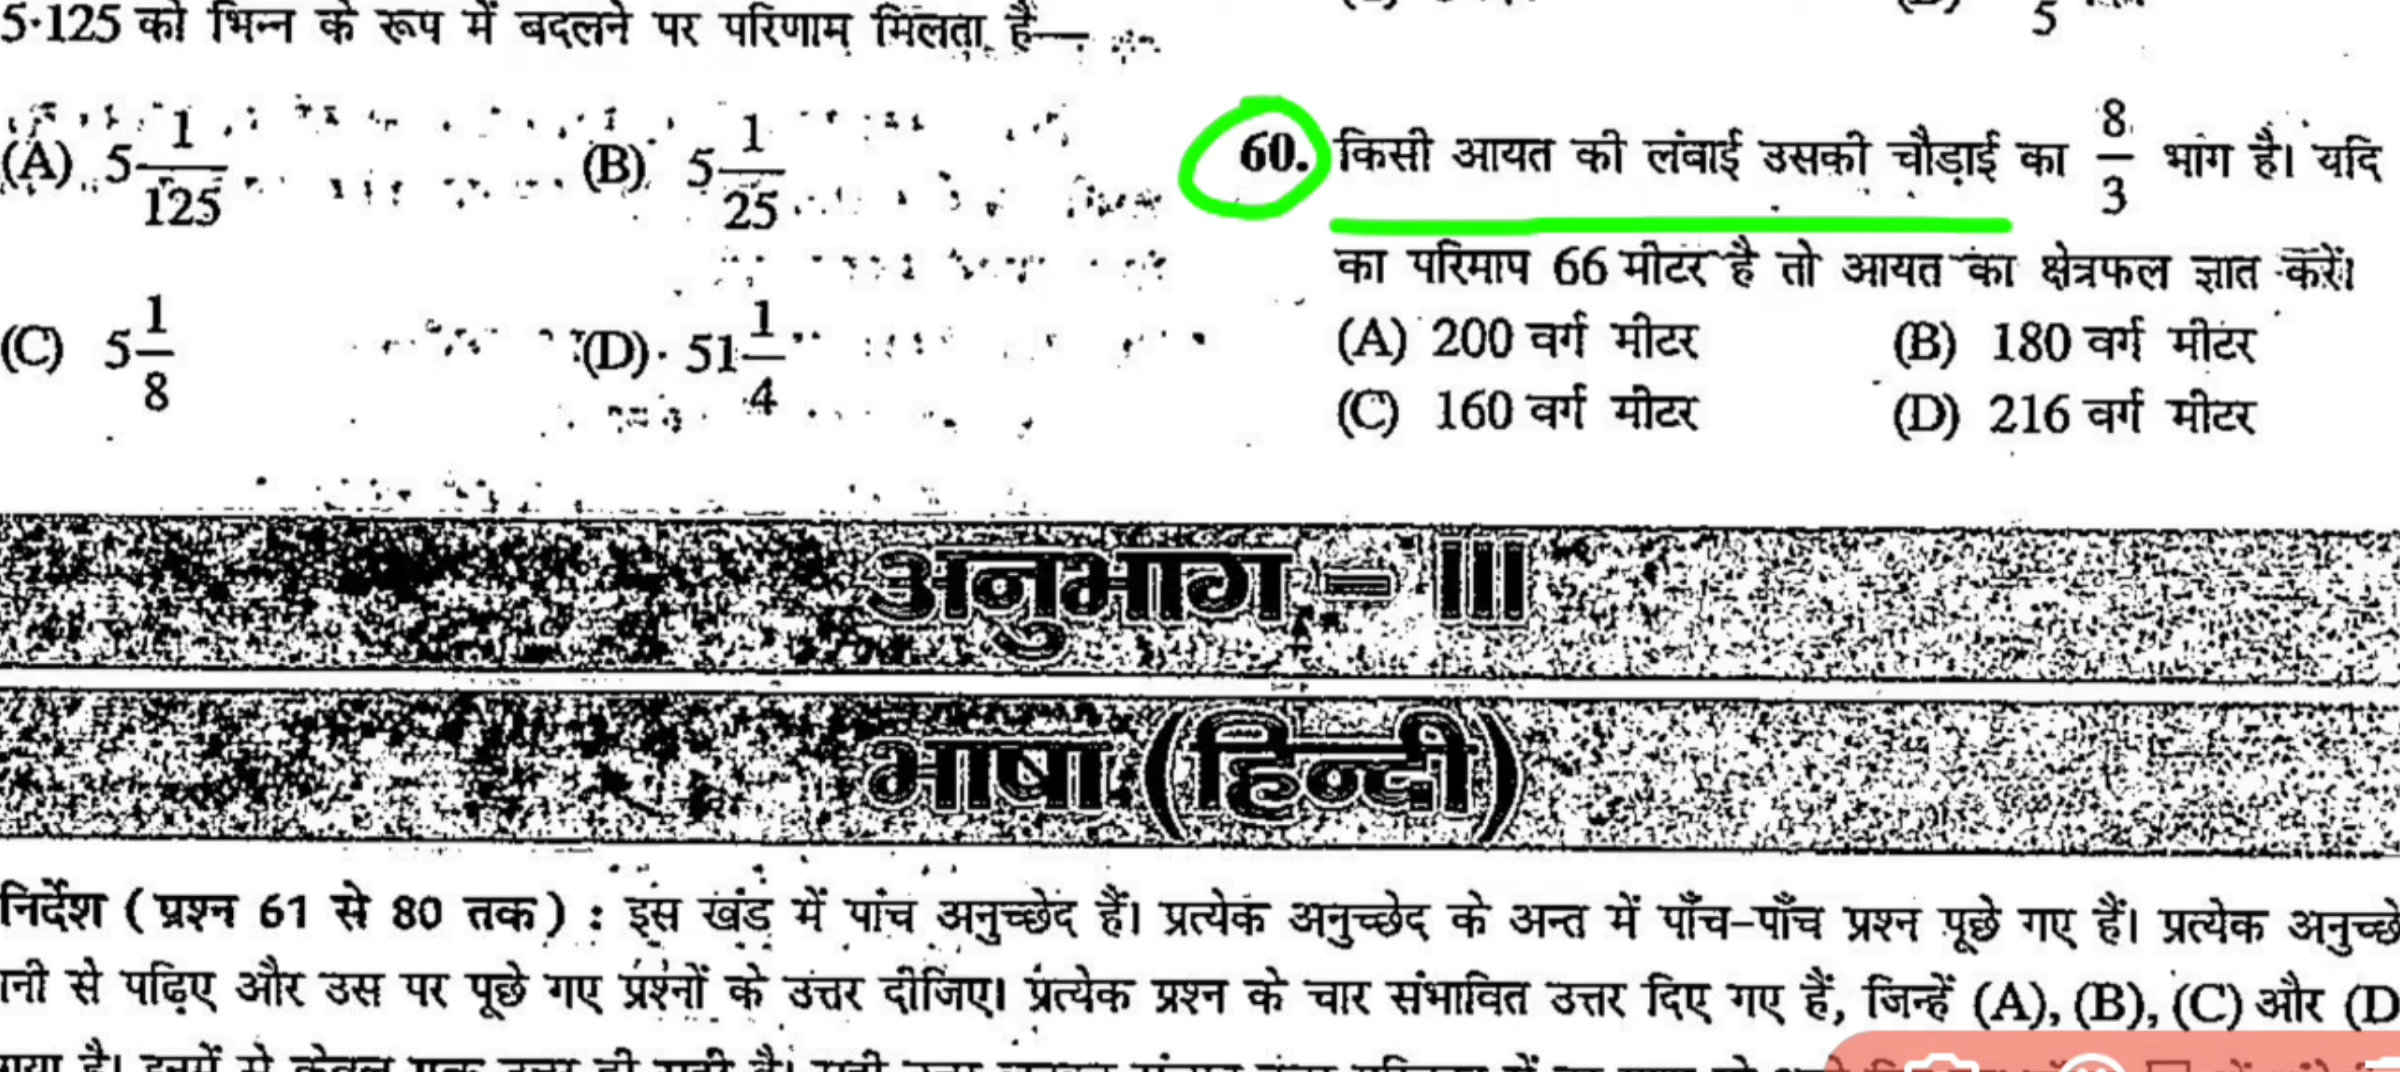 5·125 को भिन्न के रूप में बदलने पर परिणाम मिलता है—
(A) 5 1/125 (B) 5 1/25
(C) 5 1/8 (D) 51 1/4
5
60. किसी आयत की लंबाई उसकी चौड़ाई का 8/3 भाग है। यदि
का परिमाप 66 मीटर है तो आयत का क्षेत्रफल ज्ञात करें।
(A) 200 वर्ग मीटर (B) 180 वर्ग मीटर
(C) 160 वर्ग मीटर (D) 216 वर्ग मीटर
अनुभाग – III
भाषा (हिन्दी)
निर्देश ( प्रश्न 61 से 80 तक ) : इस खंड में पांच अनुच्छेद हैं। प्रत्येक अनुच्छेद के अन्त में पाँच-पाँच प्रश्न पूछे गए हैं। प्रत्येक अनुच्छे
नी से पढ़िए और उस पर पूछे गए प्रश्नों के उत्तर दीजिए। प्रत्येक प्रश्न के चार संभावित उत्तर दिए गए हैं, जिन्हें (A), (B), (C) और (D